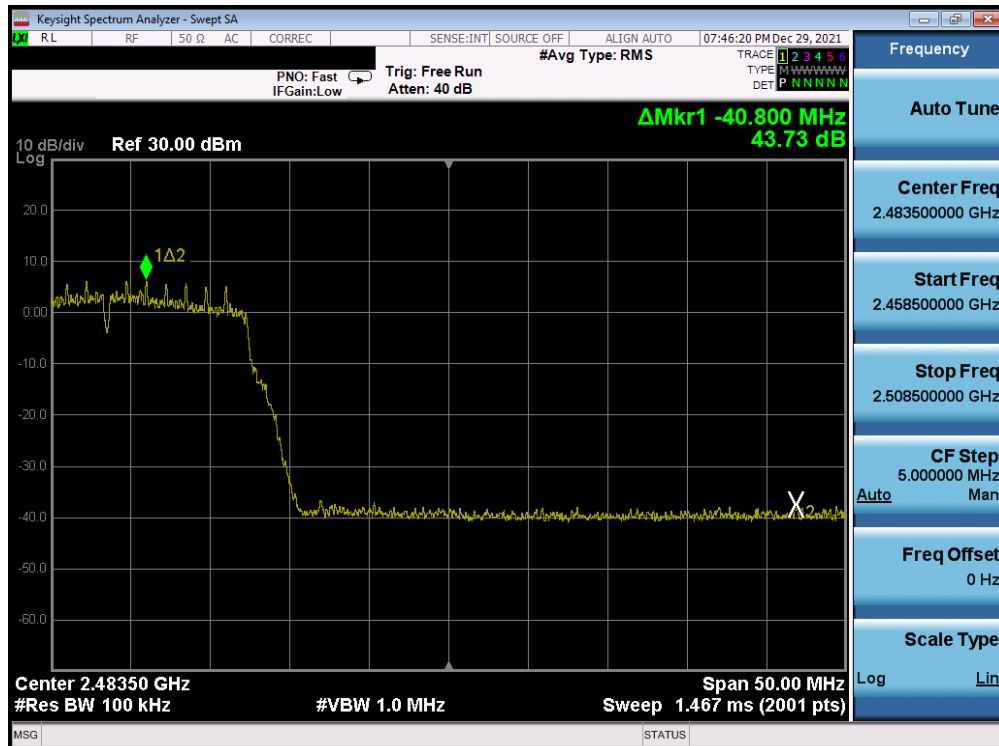 Keysight Spectrum Analyzer - Swept SA
LXI RL RF 50 Ω AC CORREC SENSE:INT SOURCE OFF ALIGN AUTO 07:46:20 PM Dec 29, 2021
#Avg Type: RMS
TRACE 1 2 3 4 5 6
TYPE M WWWWW
DET P N N N N N
PNO: Fast
IFGain:Low
Trig: Free Run
Atten: 40 dB
ΔMkr1 -40.800 MHz
43.73 dB
10 dB/div
Log
Ref 30.00 dBm
20.0
10.0
0.00
-10.0
-20.0
-30.0
-40.0
-50.0
-60.0
1Δ2
X2
Center 2.48350 GHz
Span 50.00 MHz
#Res BW 100 kHz
#VBW 1.0 MHz
Sweep 1.467 ms (2001 pts)
MSG
STATUS
Frequency
Auto Tune
Center Freq
2.483500000 GHz
Start Freq
2.458500000 GHz
Stop Freq
2.508500000 GHz
CF Step
5.000000 MHz
Auto Man
Freq Offset
0 Hz
Scale Type
Log Lin